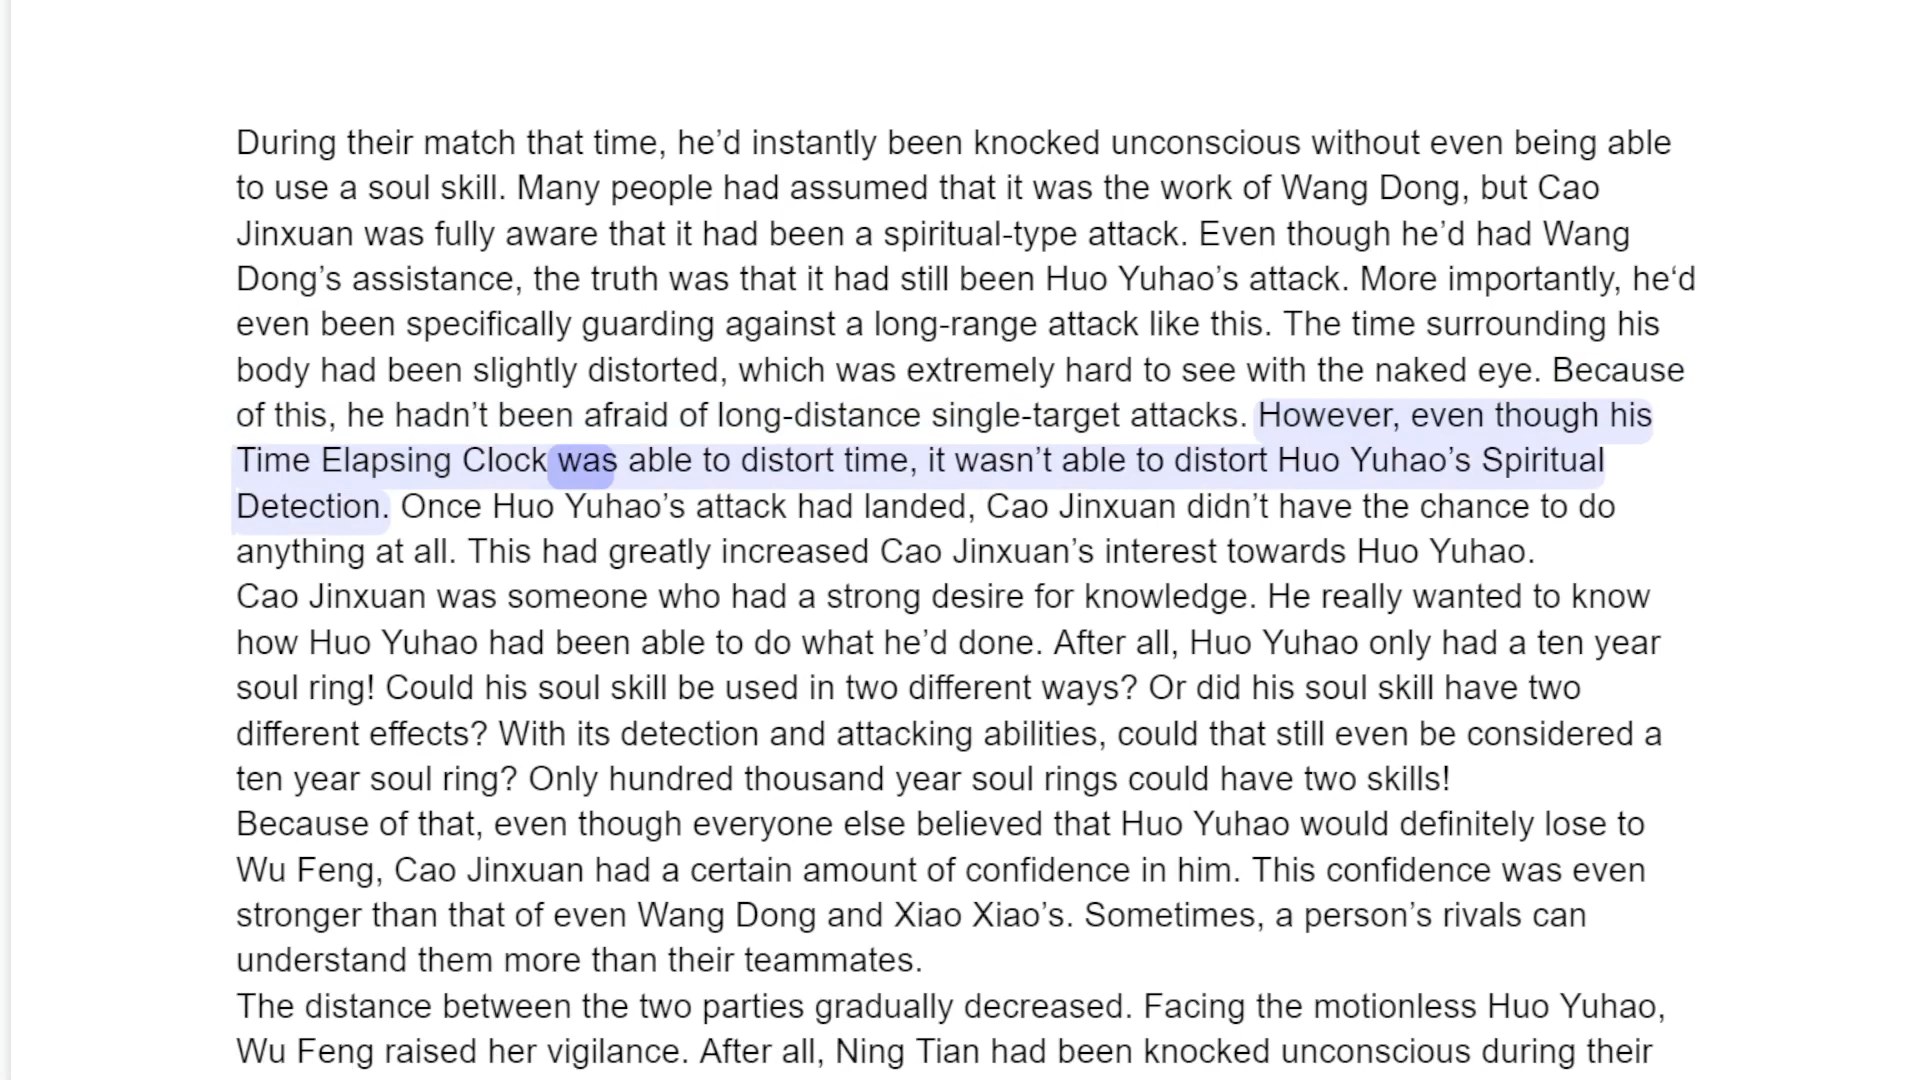 During their match that time, he’d instantly been knocked unconscious without even being able
to use a soul skill. Many people had assumed that it was the work of Wang Dong, but Cao
Jinxuan was fully aware that it had been a spiritual-type attack. Even though he’d had Wang
Dong’s assistance, the truth was that it had still been Huo Yuhao’s attack. More importantly, he‘d
even been specifically guarding against a long-range attack like this. The time surrounding his
body had been slightly distorted, which was extremely hard to see with the naked eye. Because
of this, he hadn’t been afraid of long-distance single-target attacks. However, even though his
Time Elapsing Clock was able to distort time, it wasn’t able to distort Huo Yuhao’s Spiritual
Detection. Once Huo Yuhao’s attack had landed, Cao Jinxuan didn’t have the chance to do
anything at all. This had greatly increased Cao Jinxuan’s interest towards Huo Yuhao.
Cao Jinxuan was someone who had a strong desire for knowledge. He really wanted to know
how Huo Yuhao had been able to do what he’d done. After all, Huo Yuhao only had a ten year
soul ring! Could his soul skill be used in two different ways? Or did his soul skill have two
different effects? With its detection and attacking abilities, could that still even be considered a
ten year soul ring? Only hundred thousand year soul rings could have two skills!
Because of that, even though everyone else believed that Huo Yuhao would definitely lose to
Wu Feng, Cao Jinxuan had a certain amount of confidence in him. This confidence was even
stronger than that of even Wang Dong and Xiao Xiao’s. Sometimes, a person’s rivals can
understand them more than their teammates.
The distance between the two parties gradually decreased. Facing the motionless Huo Yuhao,
Wu Feng raised her vigilance. After all, Ning Tian had been knocked unconscious during their